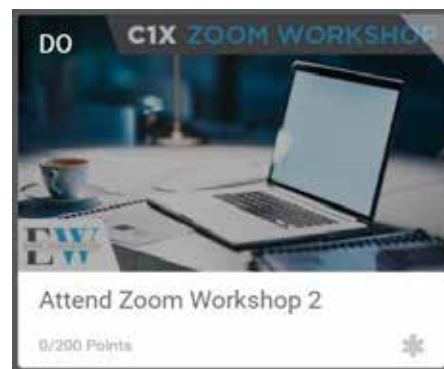 DO
C1X ZOOM WORKSHOP
EW
Attend Zoom Workshop 2
0/200 Points